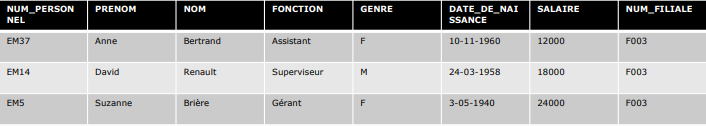 NUM_PERSONNEL PRENOM NOM FONCTION GENRE DATE_DE_NAISSANCE SALAIRE NUM_FILIALE
EM37 Anne Bertrand Assistant F 10-11-1960 12000 F003
EM14 David Renault Superviseur M 24-03-1958 18000 F003
EM5 Suzanne Brière Gérant F 3-05-1940 24000 F003